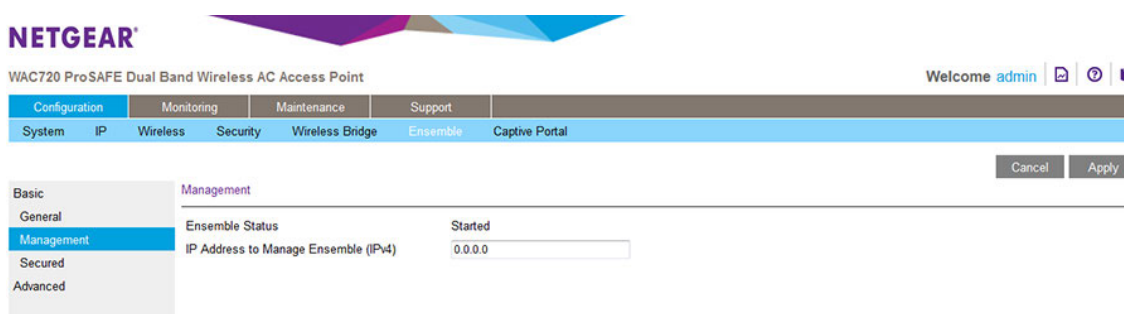 NETGEAR®
WAC720 ProSAFE Dual Band Wireless AC Access Point
Welcome admin
Configuration Monitoring Maintenance Support
System IP Wireless Security Wireless Bridge Ensemble Captive Portal
Cancel Apply
Basic
Management
General
Ensemble Status Started
Management
IP Address to Manage Ensemble (IPv4) 0.0.0.0
Secured
Advanced